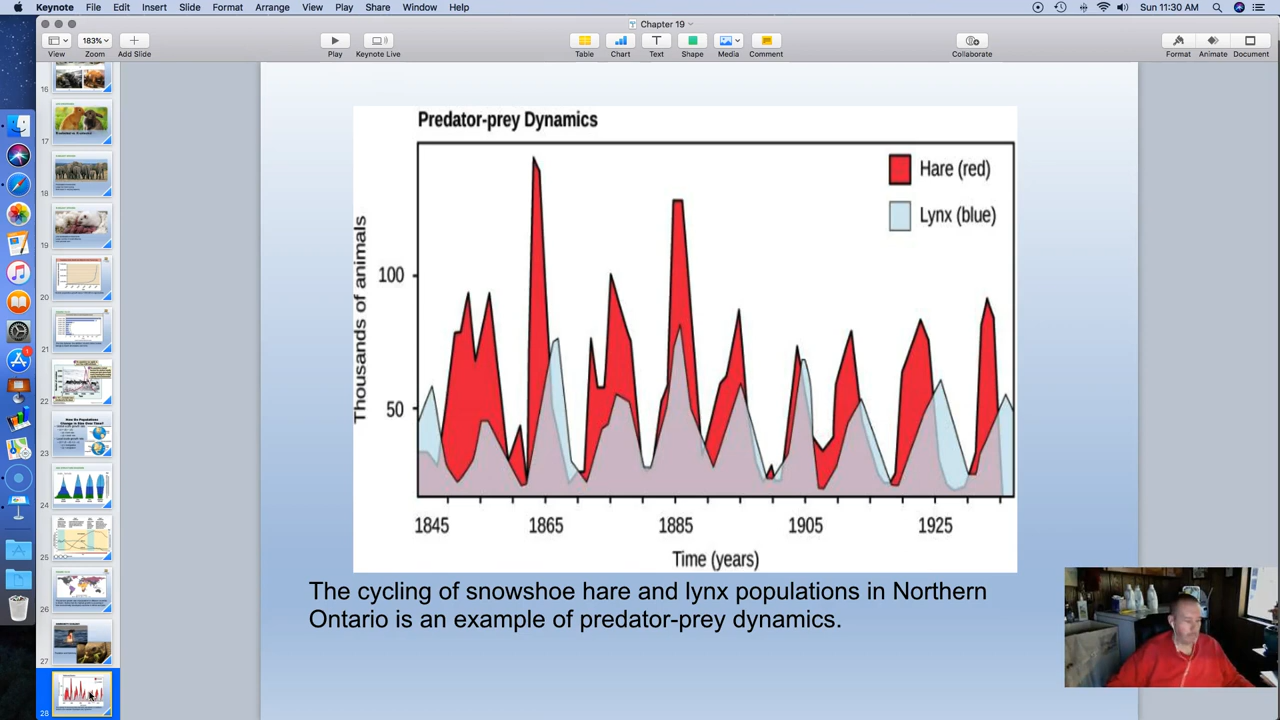 Keynote File Edit Insert Slide Format Arrange View Play Share Window Help
Sun 11:30 AM
Chapter 19
183%
View Zoom Add Slide Play Keynote Live Table Chart Text Shape Media Comment Collaborate Format Animate Document
Predator-prey Dynamics
Hare (red)
Lynx (blue)
Thousands of animals
100
50
1845 1865 1885 1905 1925
Time (years)
The cycling of snowshoe hare and lynx populations in Northern
Ontario is an example of predator-prey dynamics.
16
17
18
19
20
21
22
23
24
25
26
27
28